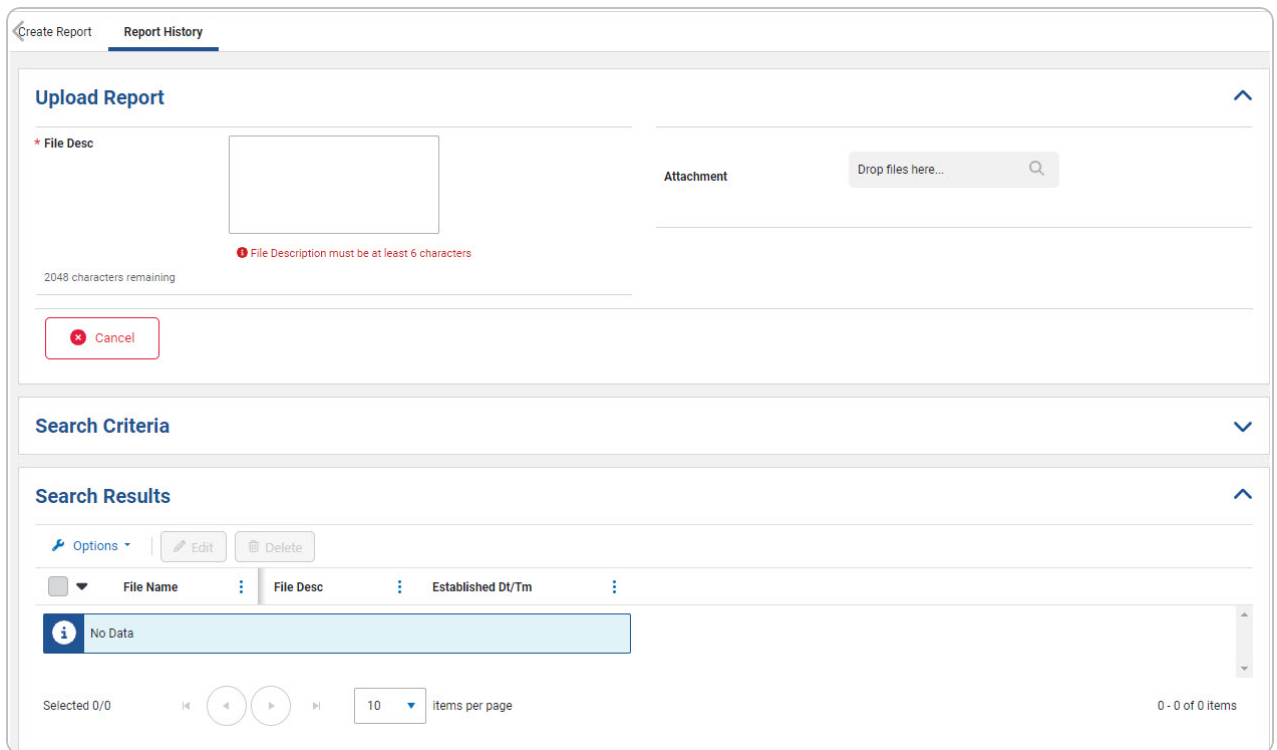 Create Report Report History
Upload Report
* File Desc
Attachment
Drop files here...
File Description must be at least 6 characters
2048 characters remaining
Cancel
Search Criteria
Search Results
Options Edit Delete
File Name File Desc Established Dt/Tm
No Data
Selected 0/0 10 items per page 0 - 0 of 0 items